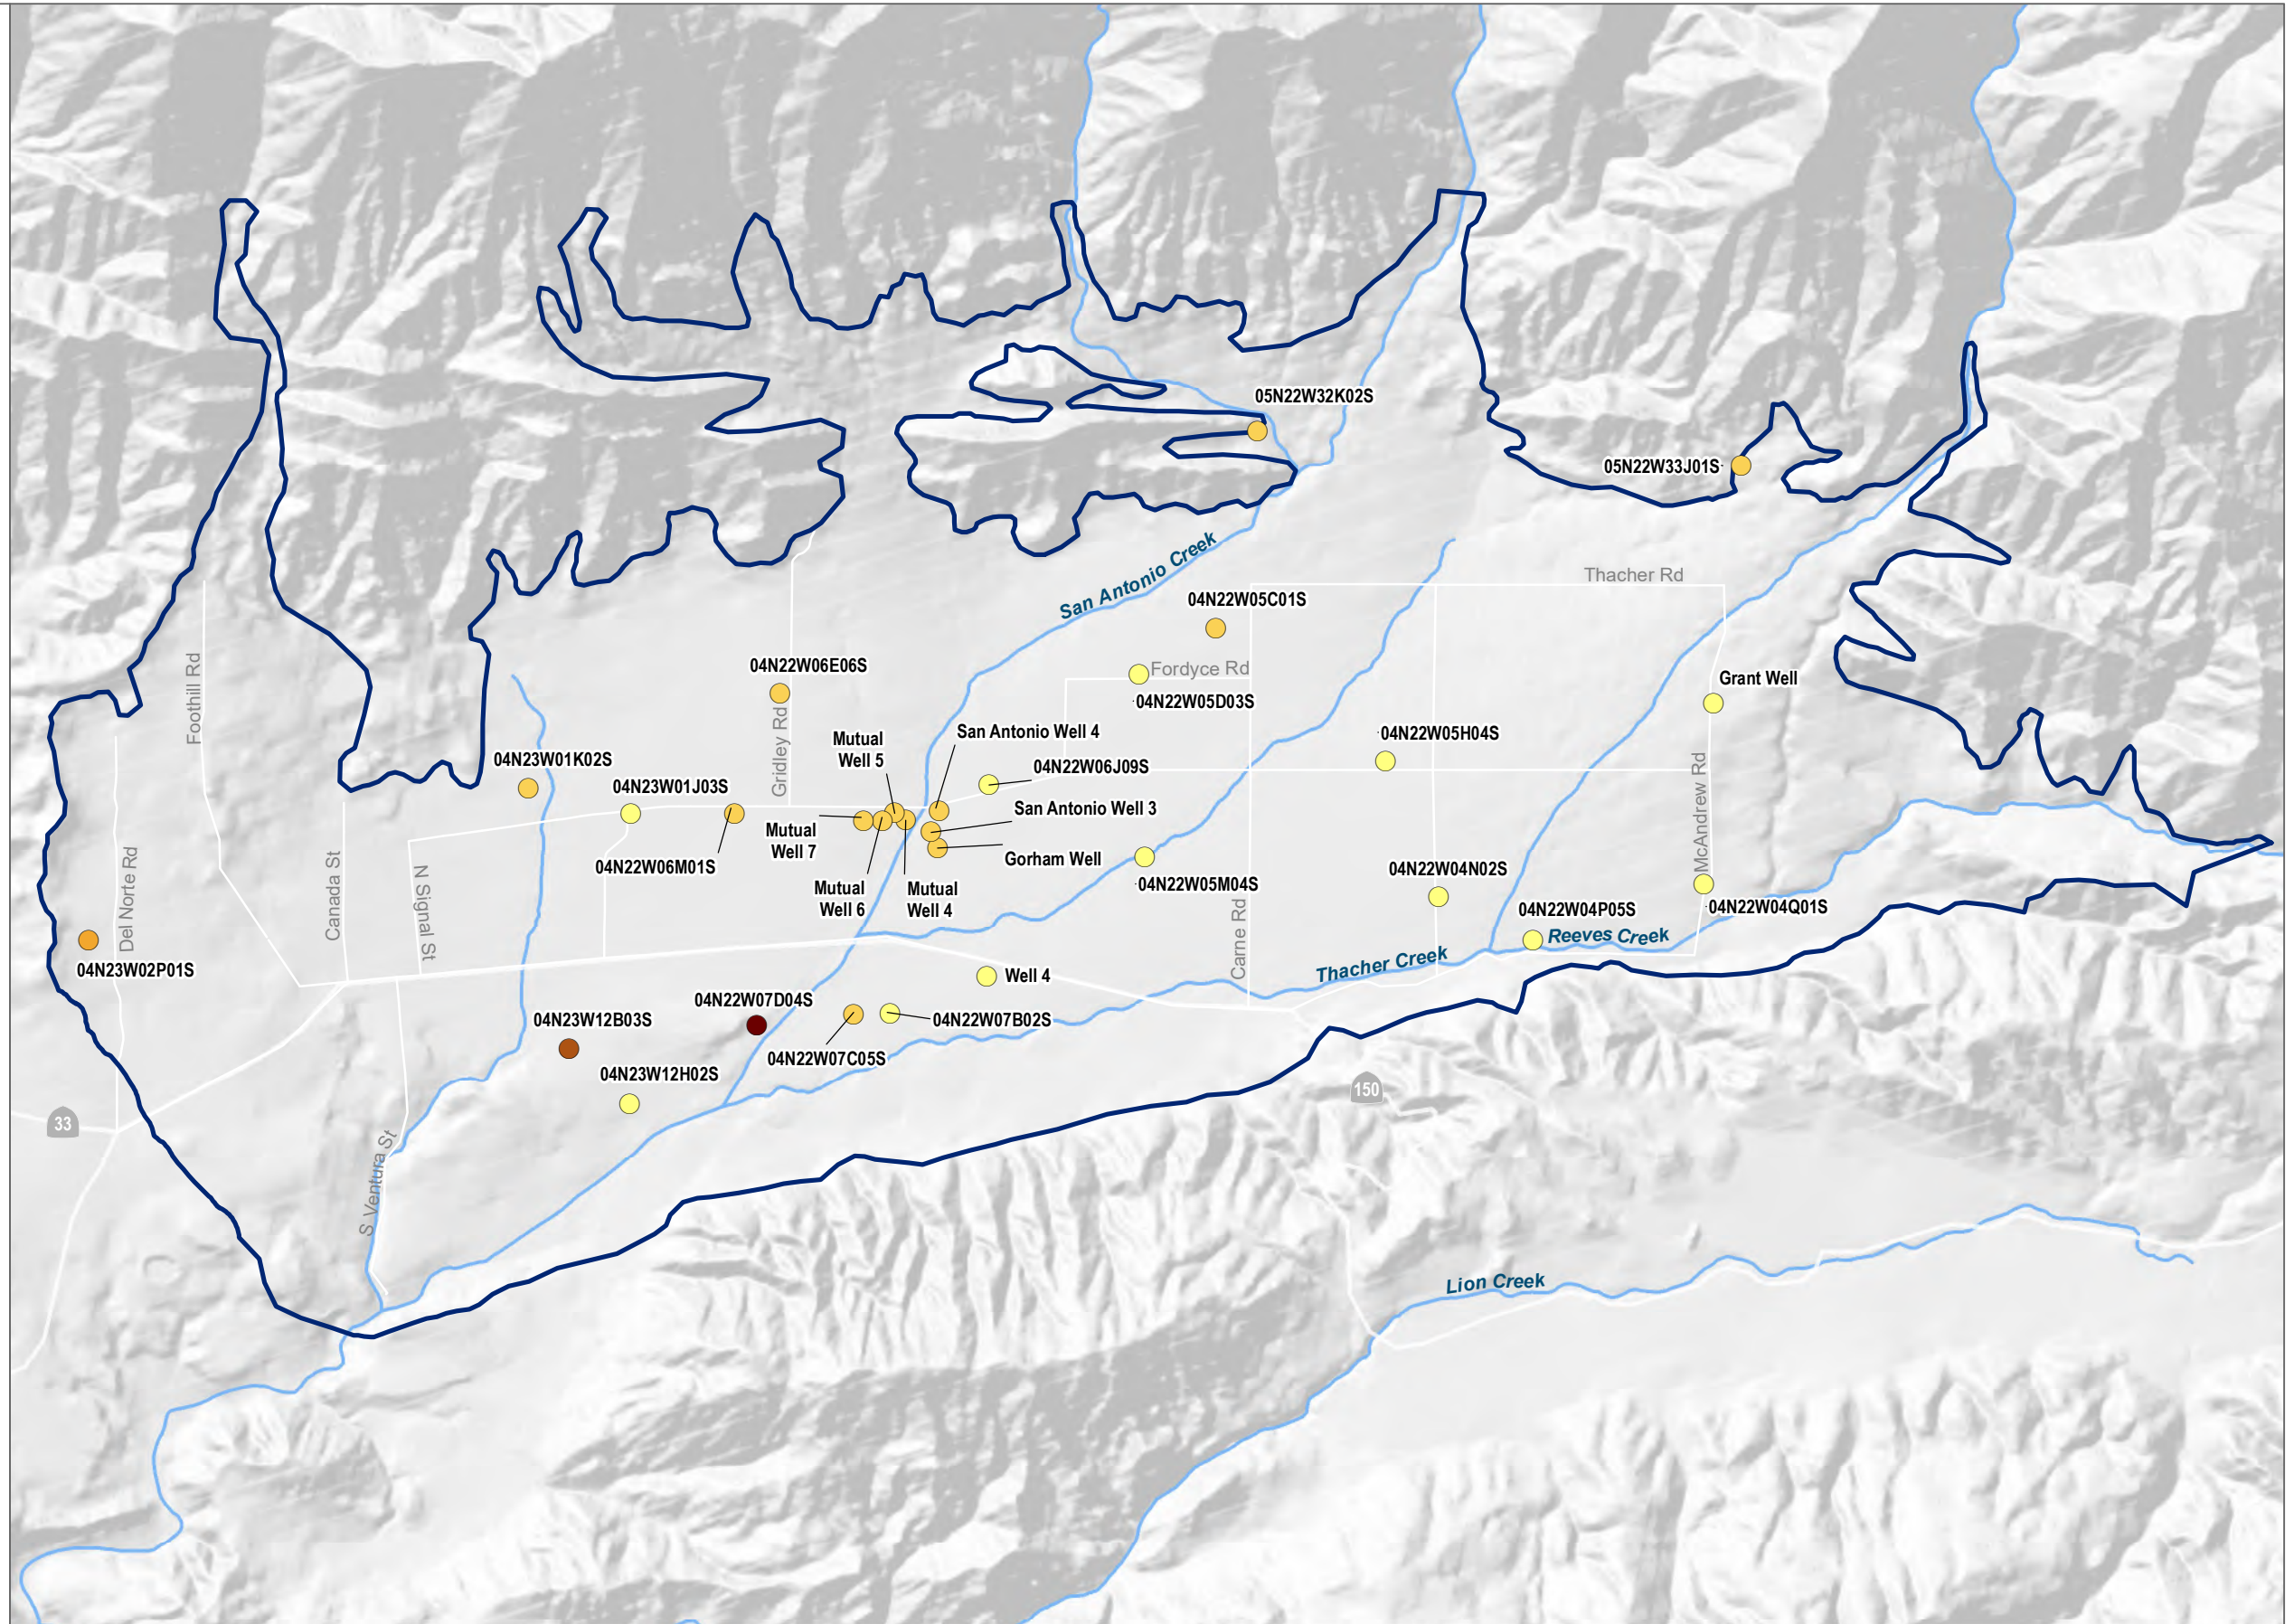 05N22W32K02S
05N22W33J01S
San Antonio Creek
Thacher Rd
04N22W05C01S
Foothill Rd
04N22W06E06S
Fordyce Rd
Grant Well
04N22W05D03S
Gridley Rd
San Antonio Well 4
Mutual
Well 5
04N22W05H04S
04N23W01K02S
04N22W06J09S
04N23W01J03S
McAndrew Rd
San Antonio Well 3
Mutual
Well 7
Gorham Well
04N22W06M01S
04N22W04N02S
04N22W05M04S
Mutual
Well 6
Mutual
Well 4
Del Norte Rd
Canada St
N Signal St
Carne Rd
04N22W04P05S
04N22W04Q01S
Reeves Creek
04N23W02P01S
Thacher Creek
Well 4
04N22W07D04S
04N23W12B03S
04N22W07B02S
04N22W07C05S
04N23W12H02S
150
33
S Ventura St
Lion Creek